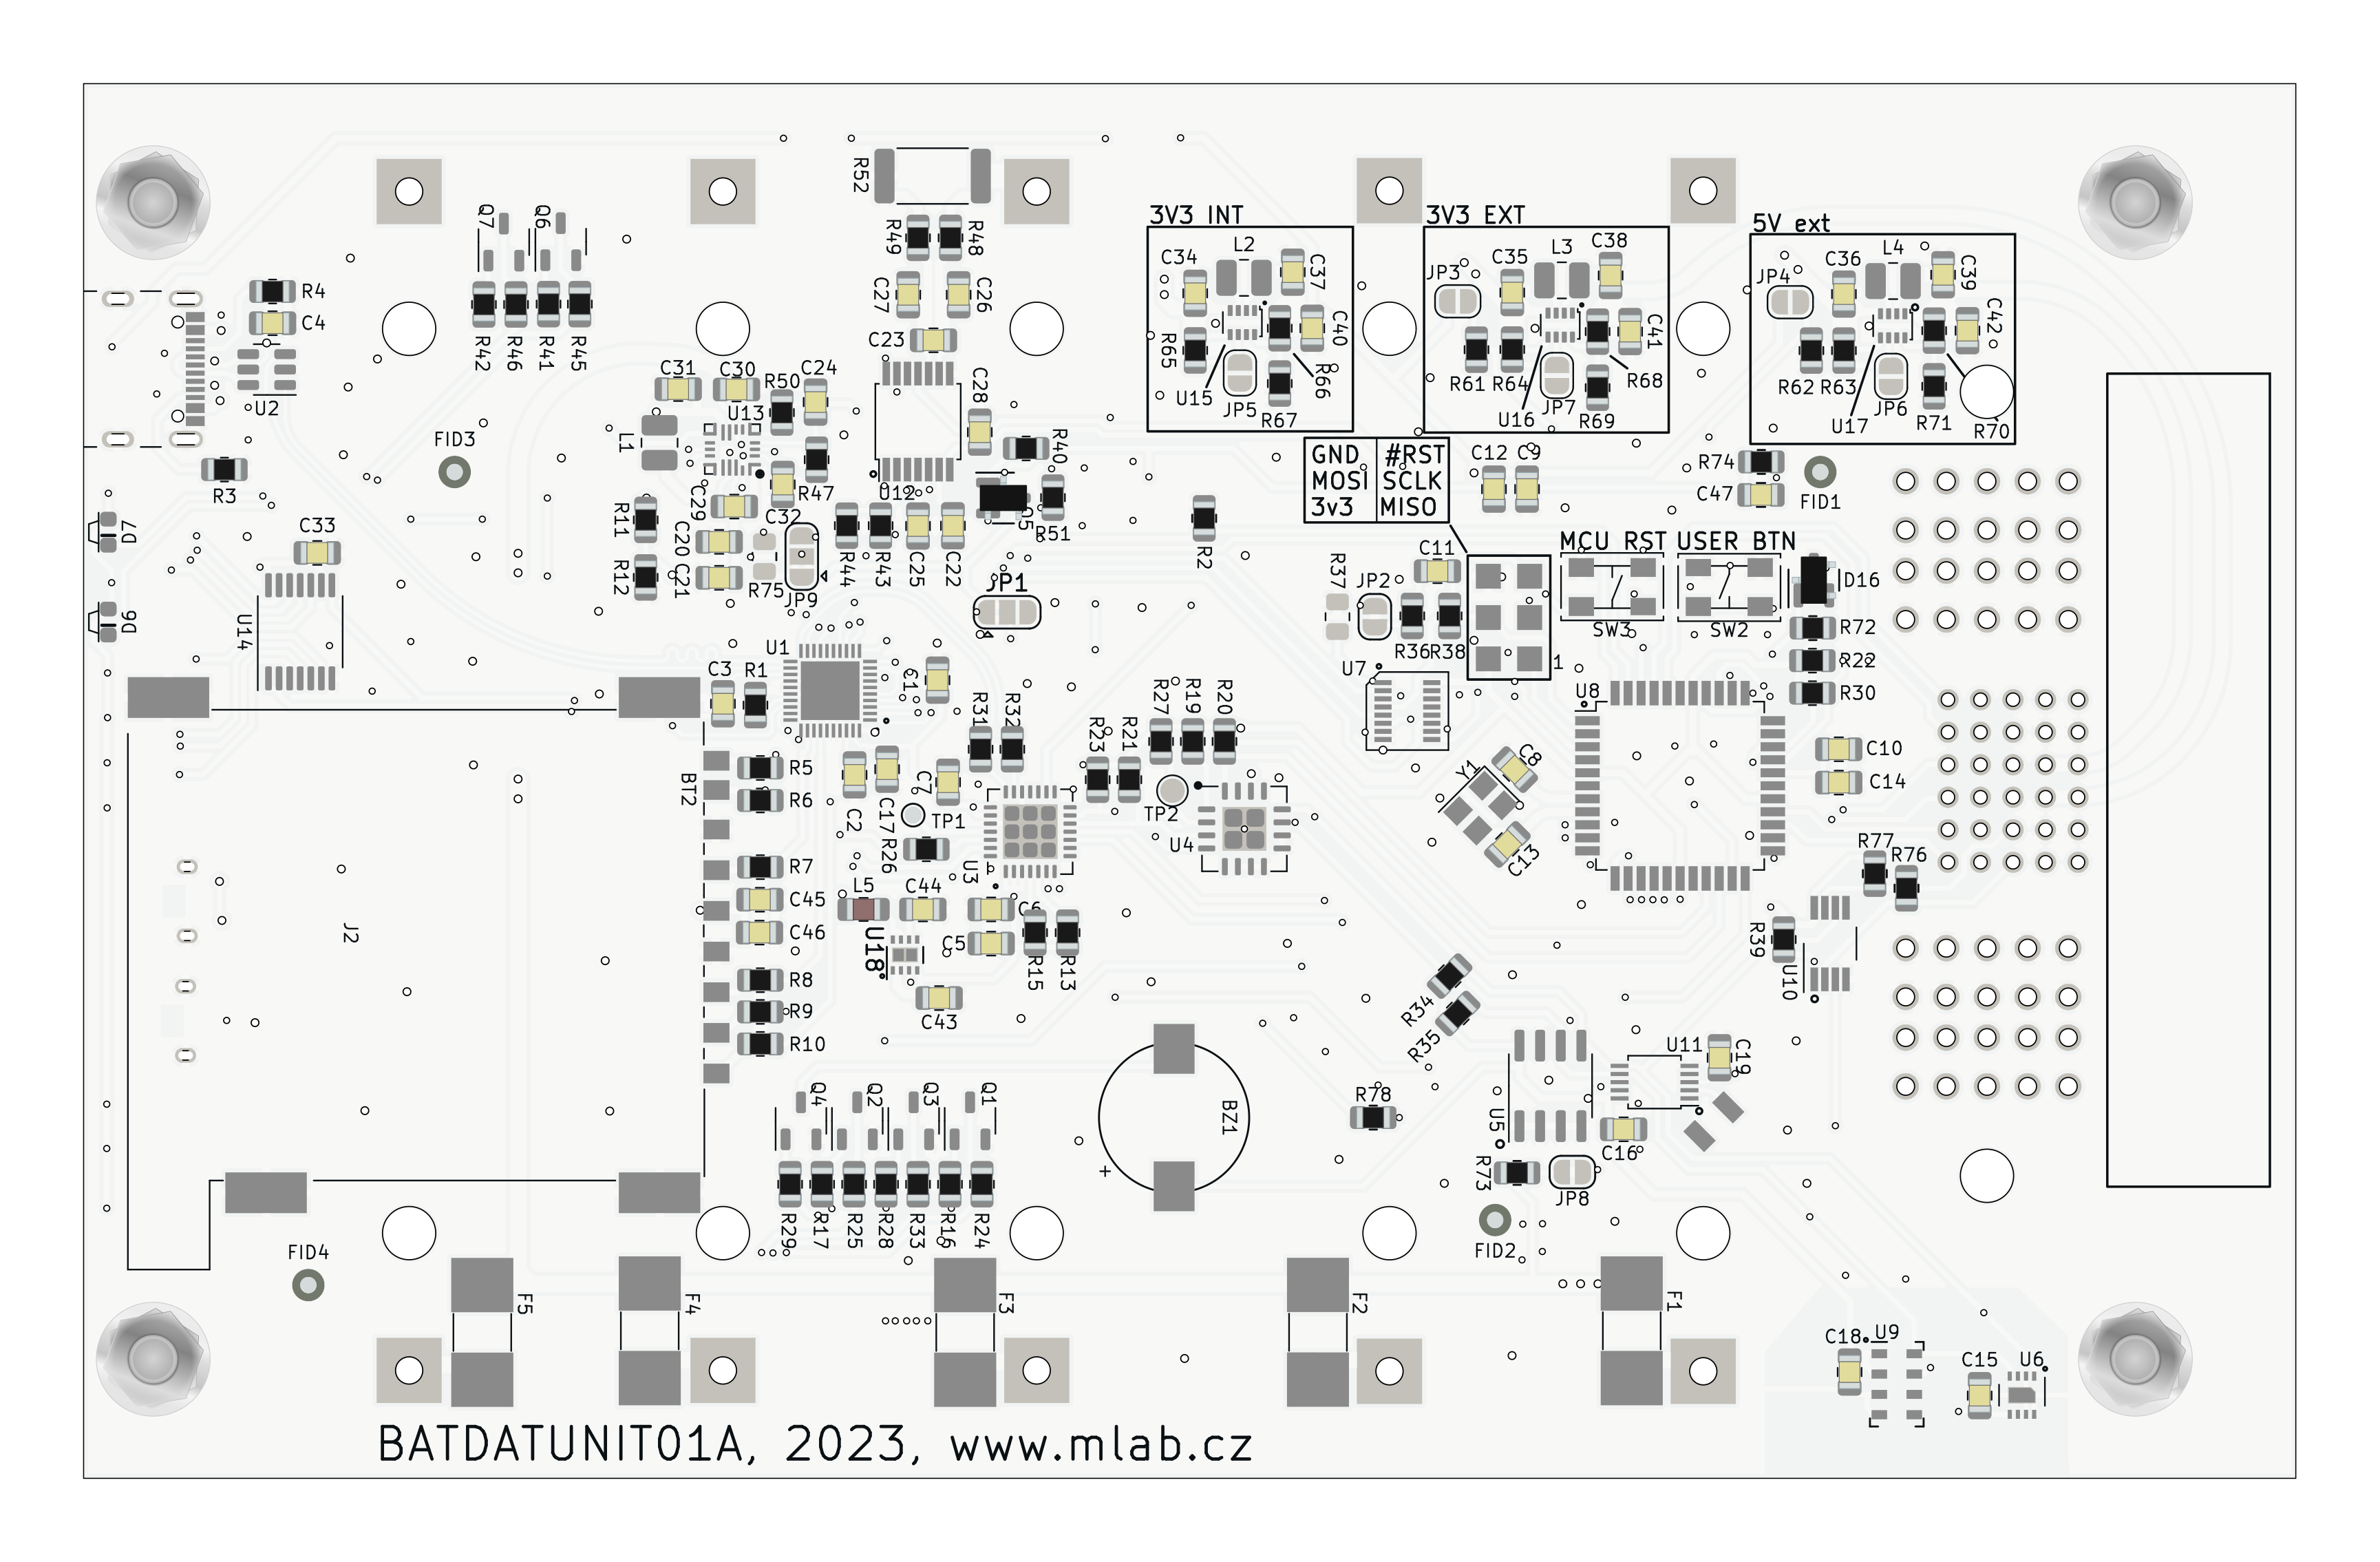 R52
Q7
Q6
R49
R48
3V3 INT
3V3 EXT
5V ext
C34
L2
C37
C35
L3
C38
C36
L4
C39
JP3
JP4
R4
C4
C27
C26
C40
C41
C42
U2
R42
R46
R41
R45
C23
R65
R66
U15
JP5
R67
R61
R64
R68
U16
JP7
R69
R62
R63
U17
JP6
R71
R70
C31
C30
R50
C24
C28
U13
L1
FID3
R40
GND #RST
MOSI SCLK
3v3 MISO
C12
C9
R74
C47
FID1
R3
R47
U12
C29
C32
R51
R2
D7
C33
R11
C20
R44
R43
C25
C22
MCU RST
USER BTN
R12
C21
R75
JP9
JP1
R37
JP2
C11
D16
D6
U14
R36
R38
SW3
SW2
R72
U1
U7
1
R22
C3
R1
C1
U8
R30
R31
R32
R27
R19
R20
R23
R21
C10
R5
BT2
C7
Y1
C8
C14
R6
C2
C17
TP1
TP2
U4
R26
R7
U3
C13
R77
R76
L5
C44
C45
C6
J2
C46
U18
C5
R15
R13
R39
U10
R8
R9
C43
R34
R35
R10
U11
C19
Q4
Q2
Q3
Q1
BZ1
+
R78
U5
C16
R73
JP8
R29
R17
R25
R28
R33
R16
R24
FID4
FID2
F5
F4
F3
F2
F1
C18
U9
C15
U6
BATDATUNIT01A, 2023, www.mlab.cz